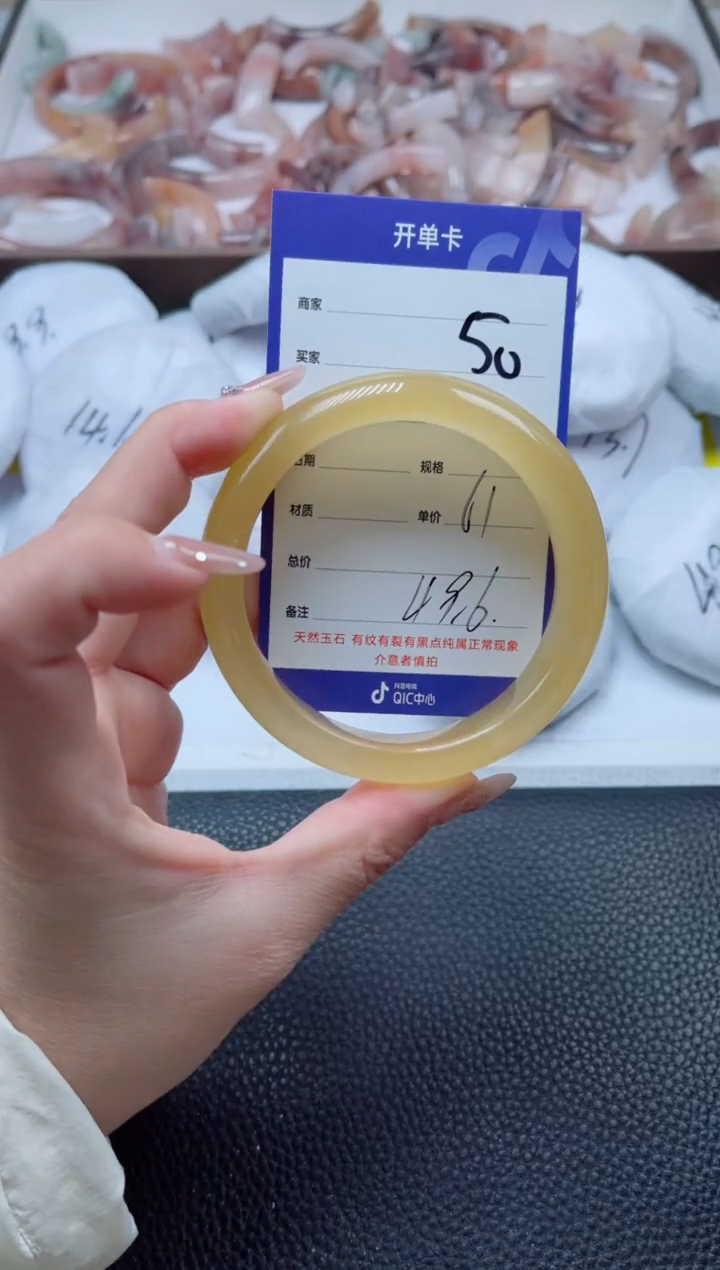 开单卡
商家
50
买家
日期 规格
材质 单价 61
总价
备注 49.6.
天然玉石 有纹有裂有黑点纯属正常现象
介意者慎拍
抖音电商
QIC中心
14.1